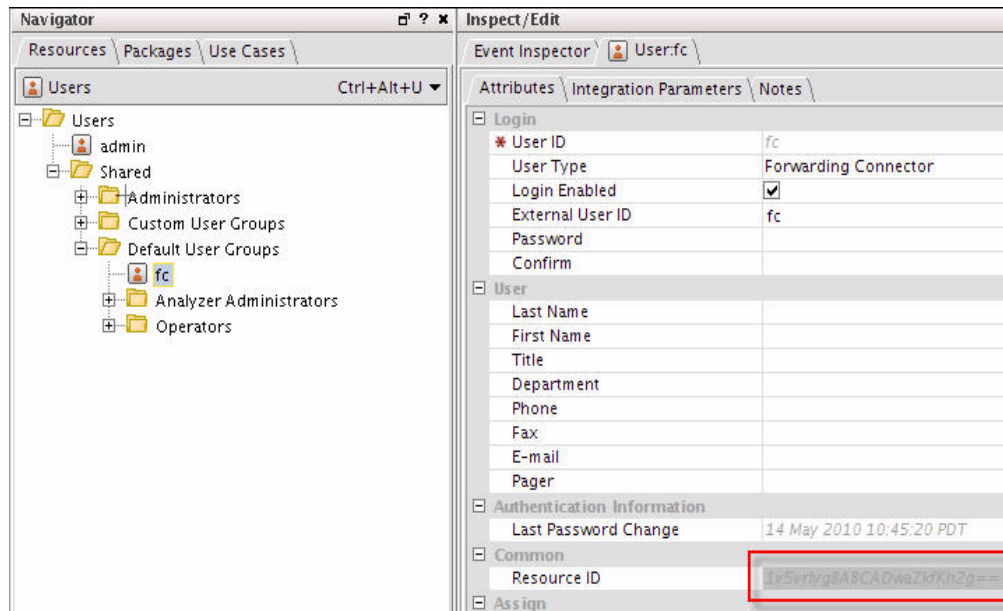 Navigator
Resources Packages Use Cases
Users Ctrl+Alt+U
Users
admin
Shared
Administrators
Custom User Groups
Default User Groups
fc
Analyzer Administrators
Operators
Inspect/Edit
Event Inspector User:fc
Attributes Integration Parameters Notes
Login
User ID fc
User Type Forwarding Connector
Login Enabled
External User ID fc
Password
Confirm
User
Last Name
First Name
Title
Department
Phone
Fax
E-mail
Pager
Authentication Information
Last Password Change 14 May 2010 10:45:20 PDT
Common
Resource ID
Assign